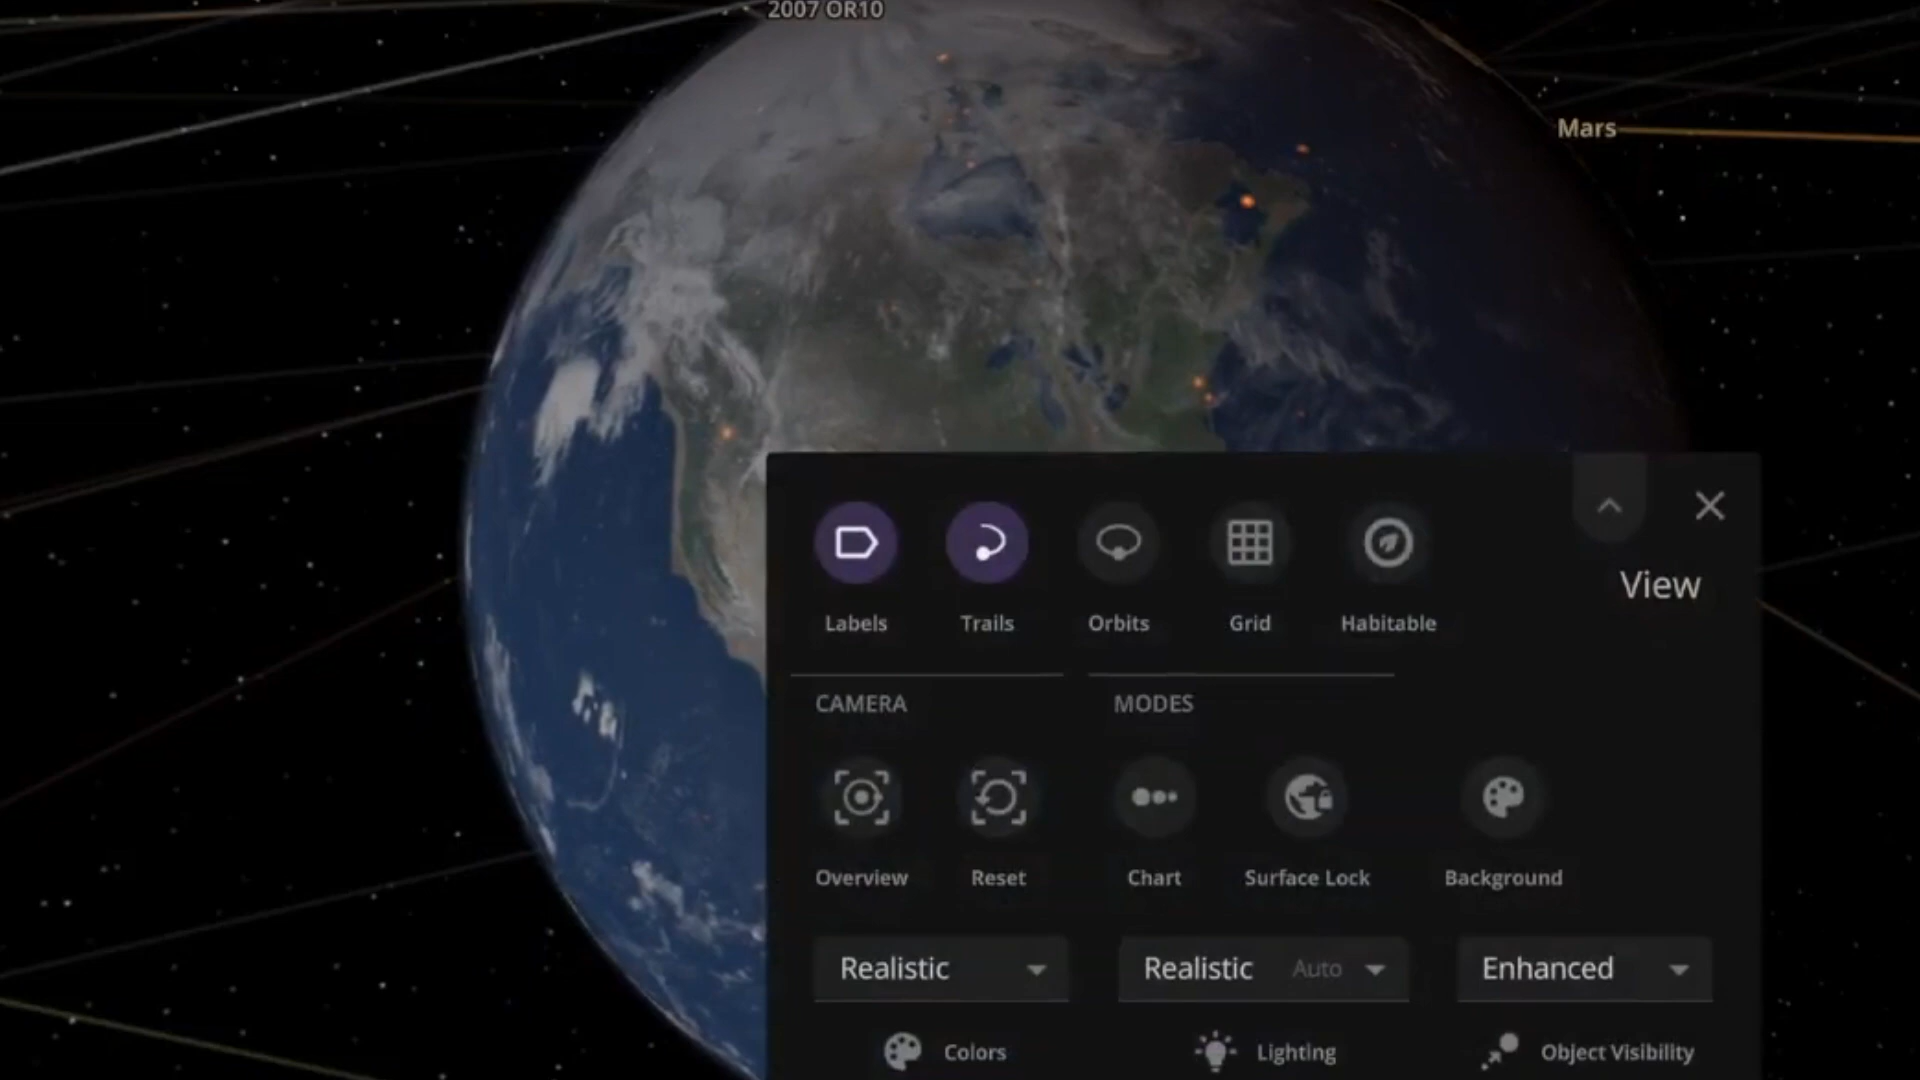 2007 OR10
Mars
View
Labels Trails Orbits Grid Habitable
CAMERA MODES
Overview Reset Chart Surface Lock Background
Realistic Realistic Auto Enhanced
Colors Lighting Object Visibility